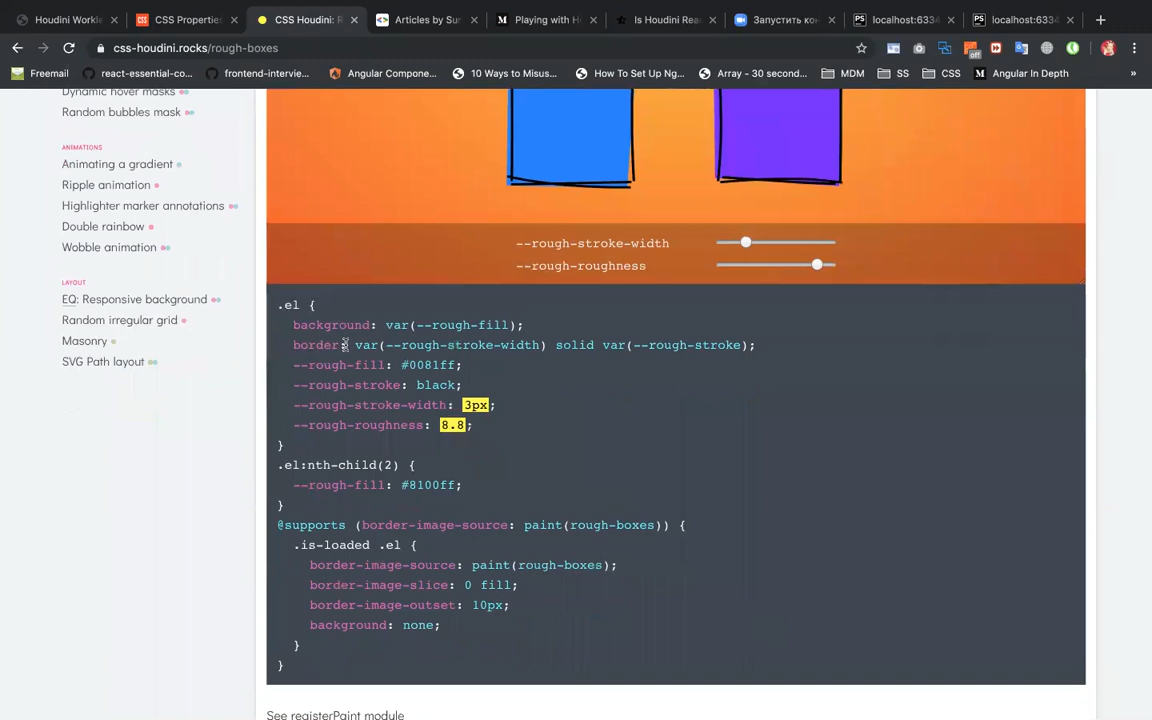 Houdini Workle
CSS Properties
CSS Houdini: R
Articles by Sur
Playing with Ho
Is Houdini Rea
Запустить кон
localhost:6334
localhost:6334
css-houdini.rocks/rough-boxes
off
Freemail
react-essential-co...
frontend-intervie...
Angular Compone...
10 Ways to Misus...
How To Set Up Ng...
Array - 30 second...
MDM
SS
CSS
Angular In Depth
»
Dynamic hover masks
Random bubbles mask
ANIMATIONS
Animating a gradient
Ripple animation
Highlighter marker annotations
Double rainbow
Wobble animation
LAYOUT
EQ: Responsive background
Random irregular grid
Masonry
SVG Path layout
--rough-stroke-width
--rough-roughness
.el {
background: var(--rough-fill);
border: var(--rough-stroke-width) solid var(--rough-stroke);
--rough-fill: #0081ff;
--rough-stroke: black;
--rough-stroke-width: 3px;
--rough-roughness: 8.8;
}
.el:nth-child(2) {
--rough-fill: #8100ff;
}
@supports (border-image-source: paint(rough-boxes)) {
.is-loaded .el {
border-image-source: paint(rough-boxes);
border-image-slice: 0 fill;
border-image-outset: 10px;
background: none;
}
}
See registerPaint module